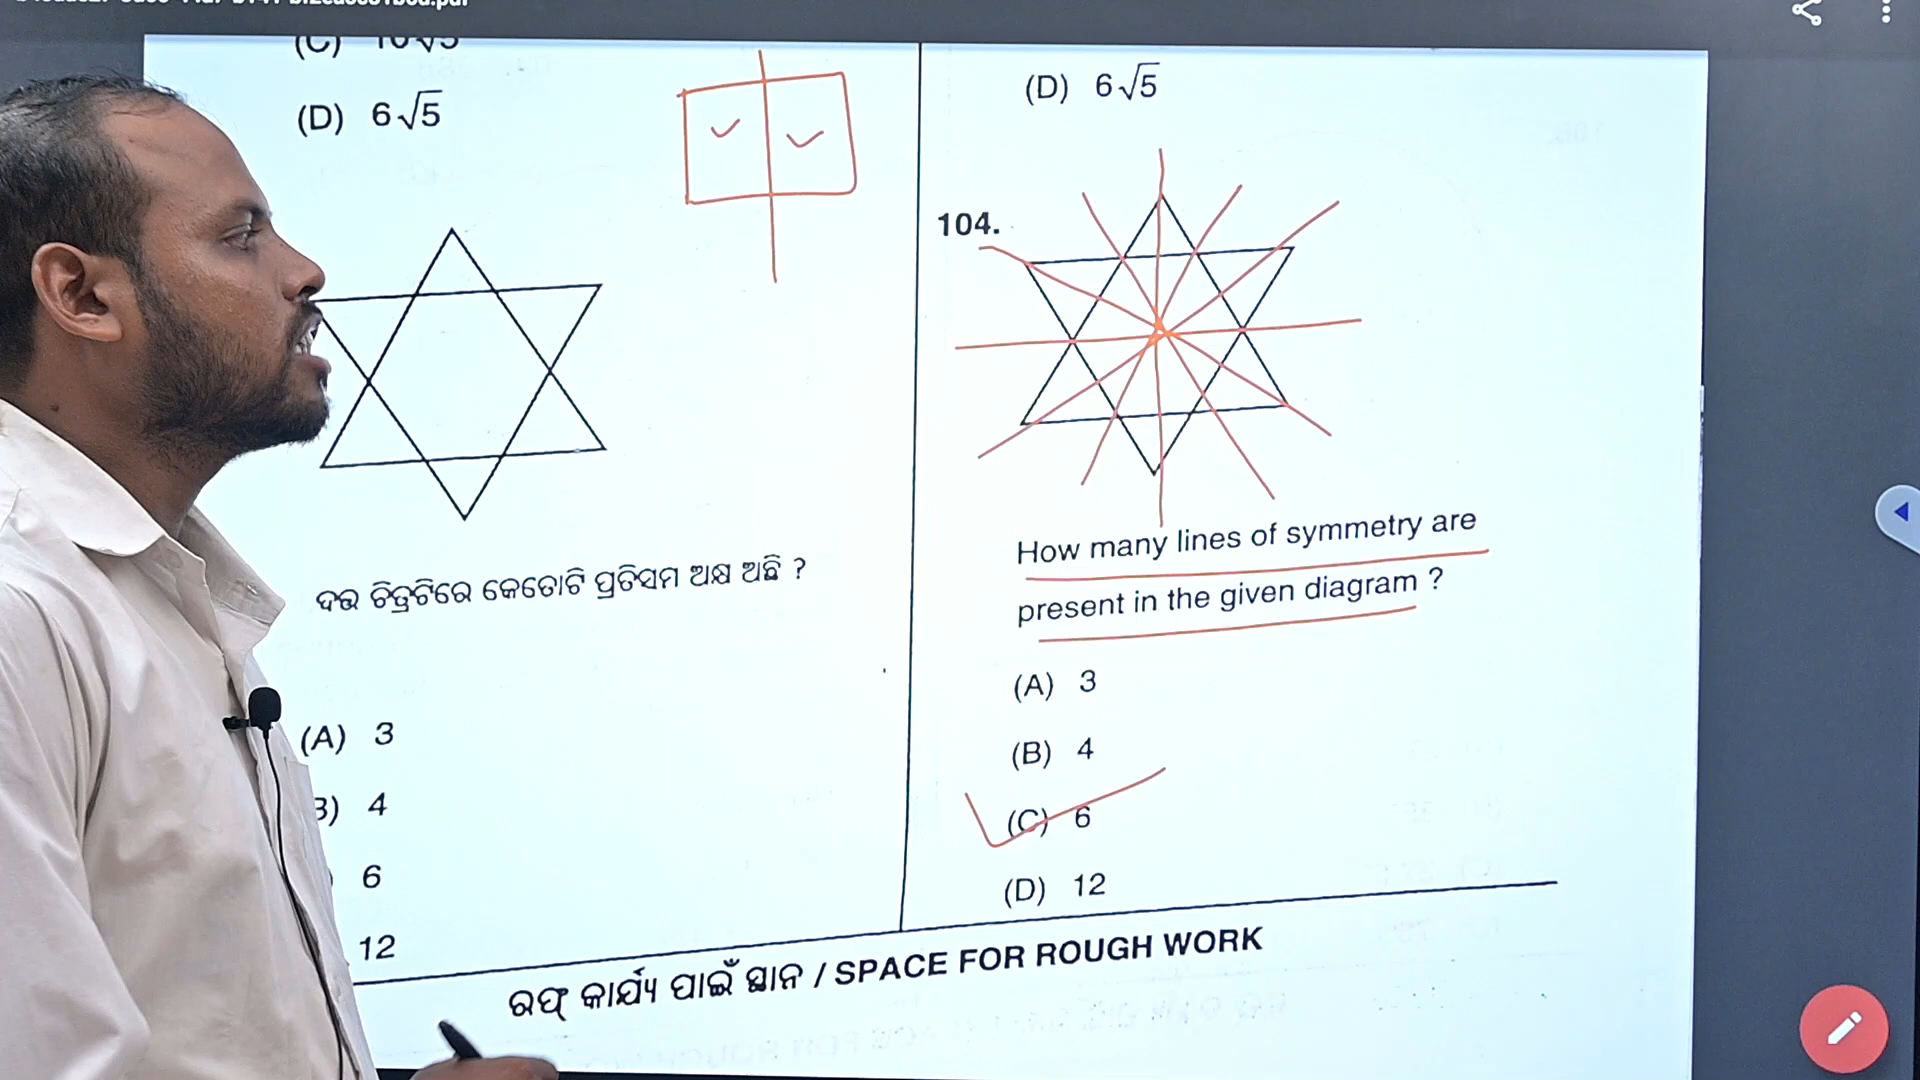 (D) 6√5
ଦତ୍ତ ଚିତ୍ରଟିରେ କେତୋଟି ପ୍ରତିସମ ଅକ୍ଷ ଅଛି ?
(A) 3
4
6
12
(D) 6√5
104.
How many lines of symmetry are
present in the given diagram ?
(A) 3
(B) 4
(C) 6
(D) 12
ରଫ୍ କାର୍ଯ୍ୟ ପାଇଁ ସ୍ଥାନ / SPACE FOR ROUGH WORK